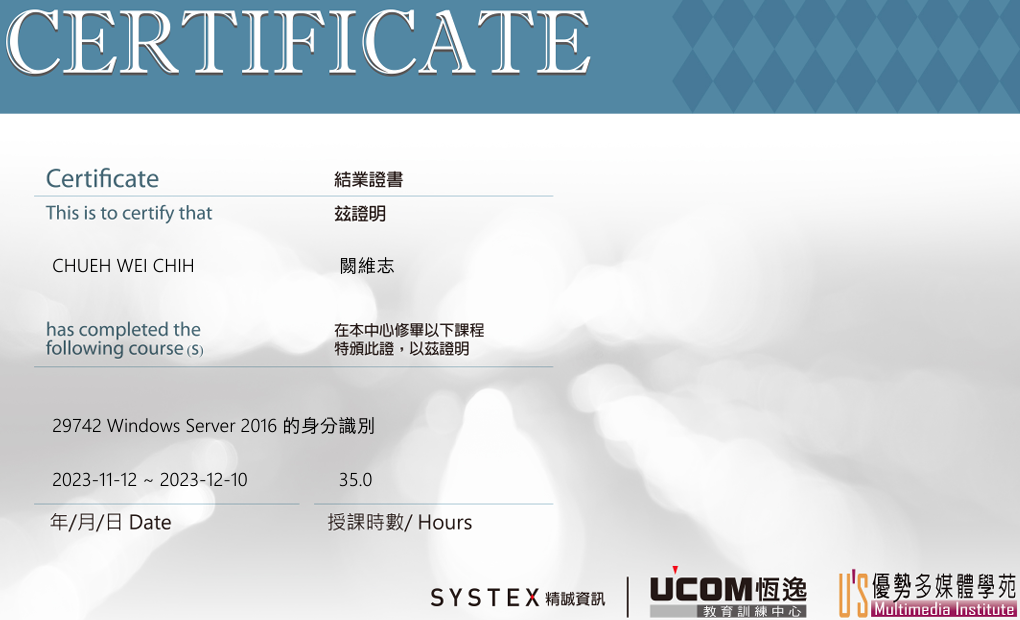 CERTIFICATE
Certificate 結業證書
This is to certify that 茲證明
CHUEH WEI CHIH 闕維志
has completed the 在本中心修畢以下課程
following course (S) 特頒此證，以茲證明
29742 Windows Server 2016 的身分識別
2023-11-12 ~ 2023-12-10 35.0
年/月/日 Date 授課時數/ Hours
SYSTEX 精誠資訊 U'COM恆逸 U'S 優勢多媒體學苑
教育訓練中心 Multimedia Institute